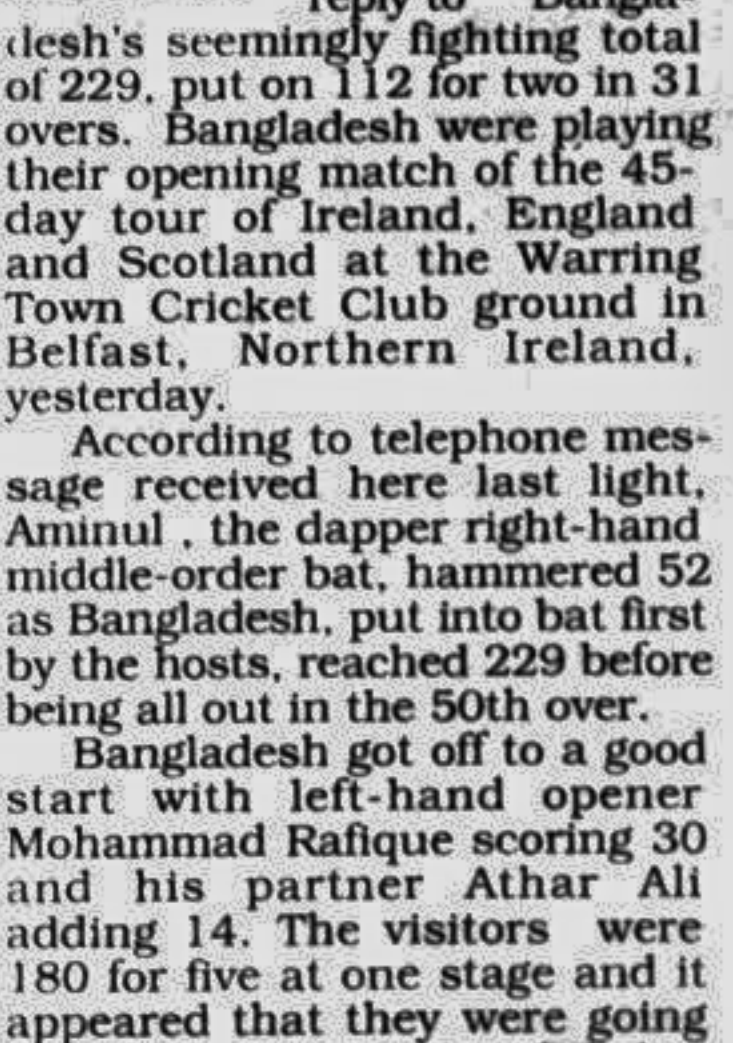 reply to Bangla-
desh's seemingly fighting total
of 229, put on 112 for two in 31
overs. Bangladesh were playing
their opening match of the 45-
day tour of Ireland, England
and Scotland at the Warring
Town Cricket Club ground in
Belfast, Northern Ireland,
yesterday.
According to telephone mes-
sage received here last light,
Aminul , the dapper right-hand
middle-order bat, hammered 52
as Bangladesh, put into bat first
by the hosts, reached 229 before
being all out in the 50th over.
Bangladesh got off to a good
start with left-hand opener
Mohammad Rafique scoring 30
and his partner Athar Ali
adding 14. The visitors were
180 for five at one stage and it
appeared that they were going